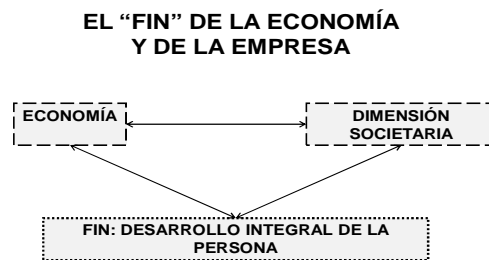 EL “FIN” DE LA ECONOMÍA
Y DE LA EMPRESA
ECONOMÍA
DIMENSIÓN
SOCIETARIA
FIN: DESARROLLO INTEGRAL DE LA
PERSONA